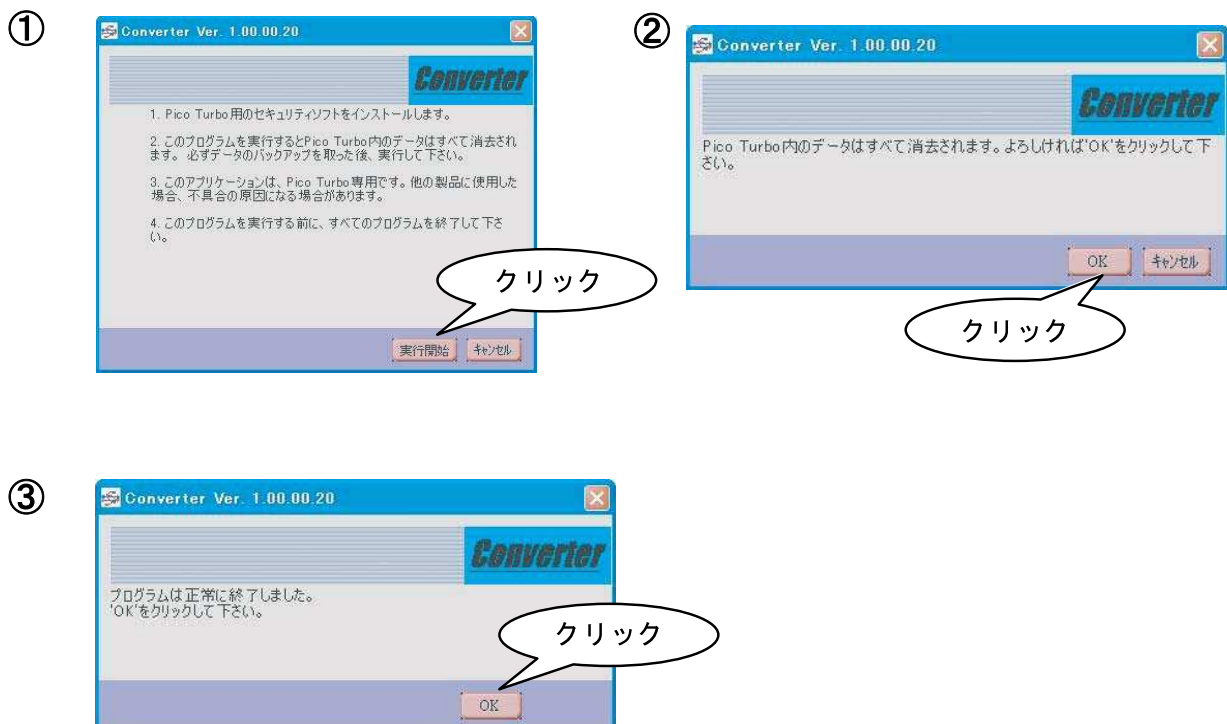 ①
Converter Ver. 1.00.00.20
Converter
1. Pico Turbo用のセキュリティソフトをインストールします。
2. このプログラムを実行するとPico Turbo内のデータはすべて消去され
ます。 必ずデータのバックアップを取った後、実行して下さい。
3. このアプリケーションは、Pico Turbo専用です。他の製品に使用した
場合、不具合の原因になる場合があります。
4. このプログラムを実行する前に、すべてのプログラムを終了して下さ
い。
クリック
実行開始 キャンセル
②
Converter Ver. 1.00.00.20
Converter
Pico Turbo内のデータはすべて消去されます。よろしければ'OK'をクリックして下
さい。
OK キャンセル
クリック
③
Converter Ver. 1.00.00.20
Converter
プログラムは正常に終了しました。
'OK'をクリックして下さい。
クリック
OK